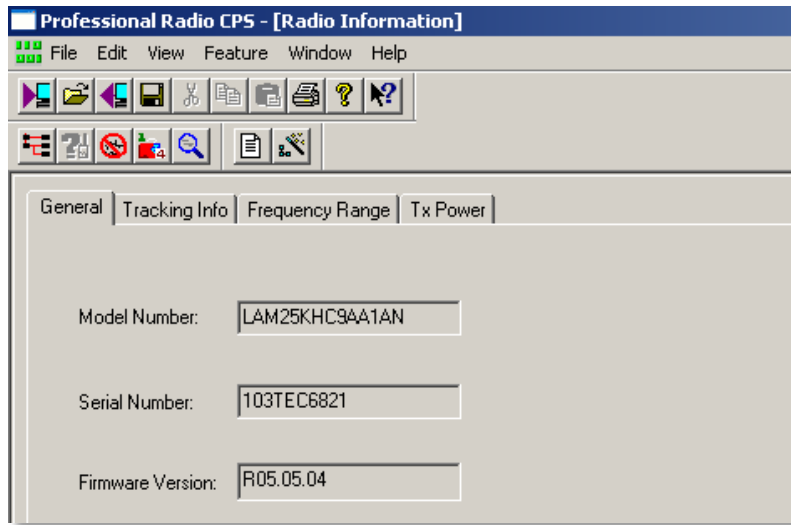 Professional Radio CPS - [Radio Information]
File Edit View Feature Window Help
General Tracking Info Frequency Range Tx Power
Model Number: LAM25KHC9AA1AN
Serial Number: 103TEC6821
Firmware Version: R05.05.04